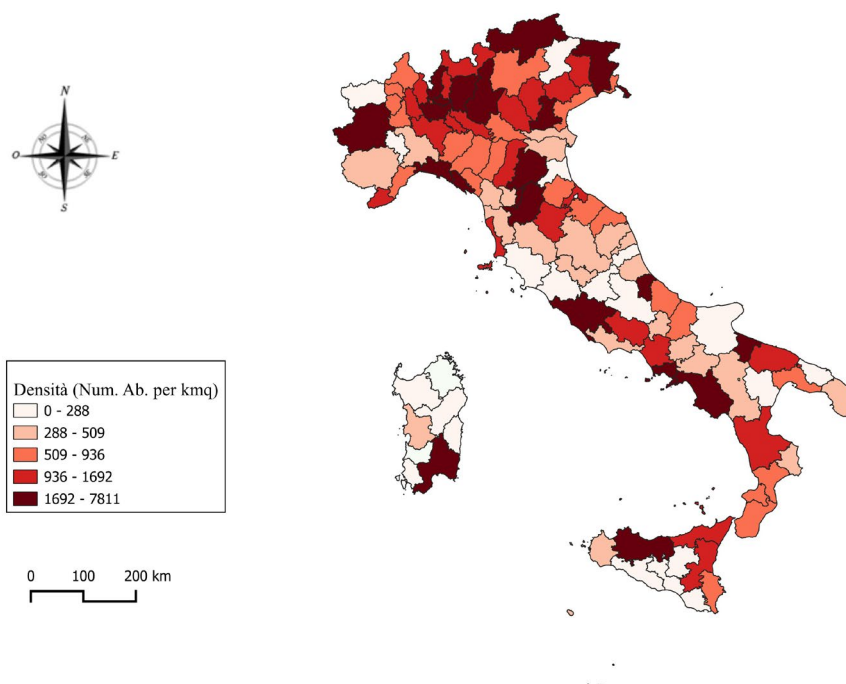 N
O
E
S
Densità (Num. Ab. per kmq)
0 - 288
288 - 509
509 - 936
936 - 1692
1692 - 7811
0 100 200 km